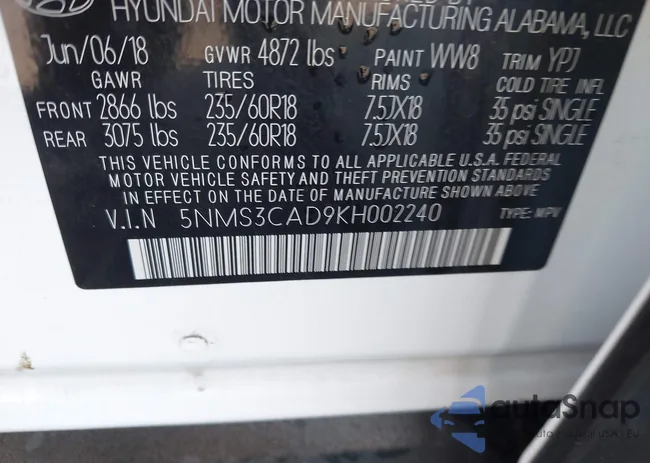 HYUNDAI MOTOR MANUFACTURING ALABAMA, LLC
Jun/06/18 GVWR 4872 lbs PAINT WW8 TRIM YPJ
GAWR TIRES RIMS COLD TIRE INFL
FRONT 2866 lbs 235/60R18 7.5JX18 35 psi SINGLE
REAR 3075 lbs 235/60R18 7.5JX18 35 psi SINGLE
THIS VEHICLE CONFORMS TO ALL APPLICABLE U.S.A. FEDERAL
MOTOR VEHICLE SAFETY AND THEFT PREVENTION STANDARDS
IN EFFECT ON THE DATE OF MANUFACTURE SHOWN ABOVE
V.I.N 5NMS3CAD9KH002240 TYPE: MPV
autoSnap